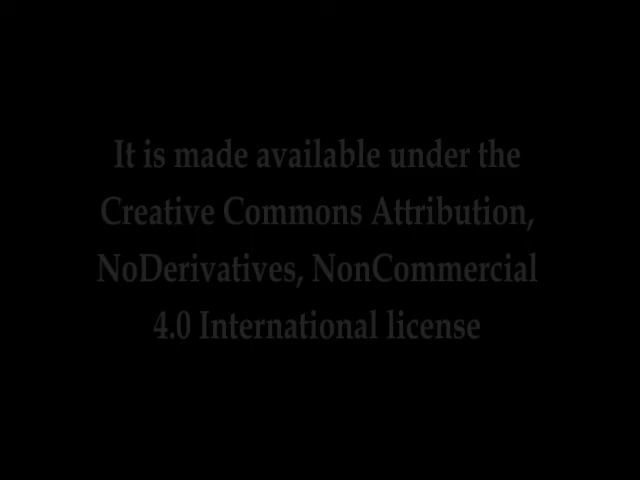 It is made available under the
Creative Commons Attribution,
NoDerivatives, NonCommercial
4.0 International license